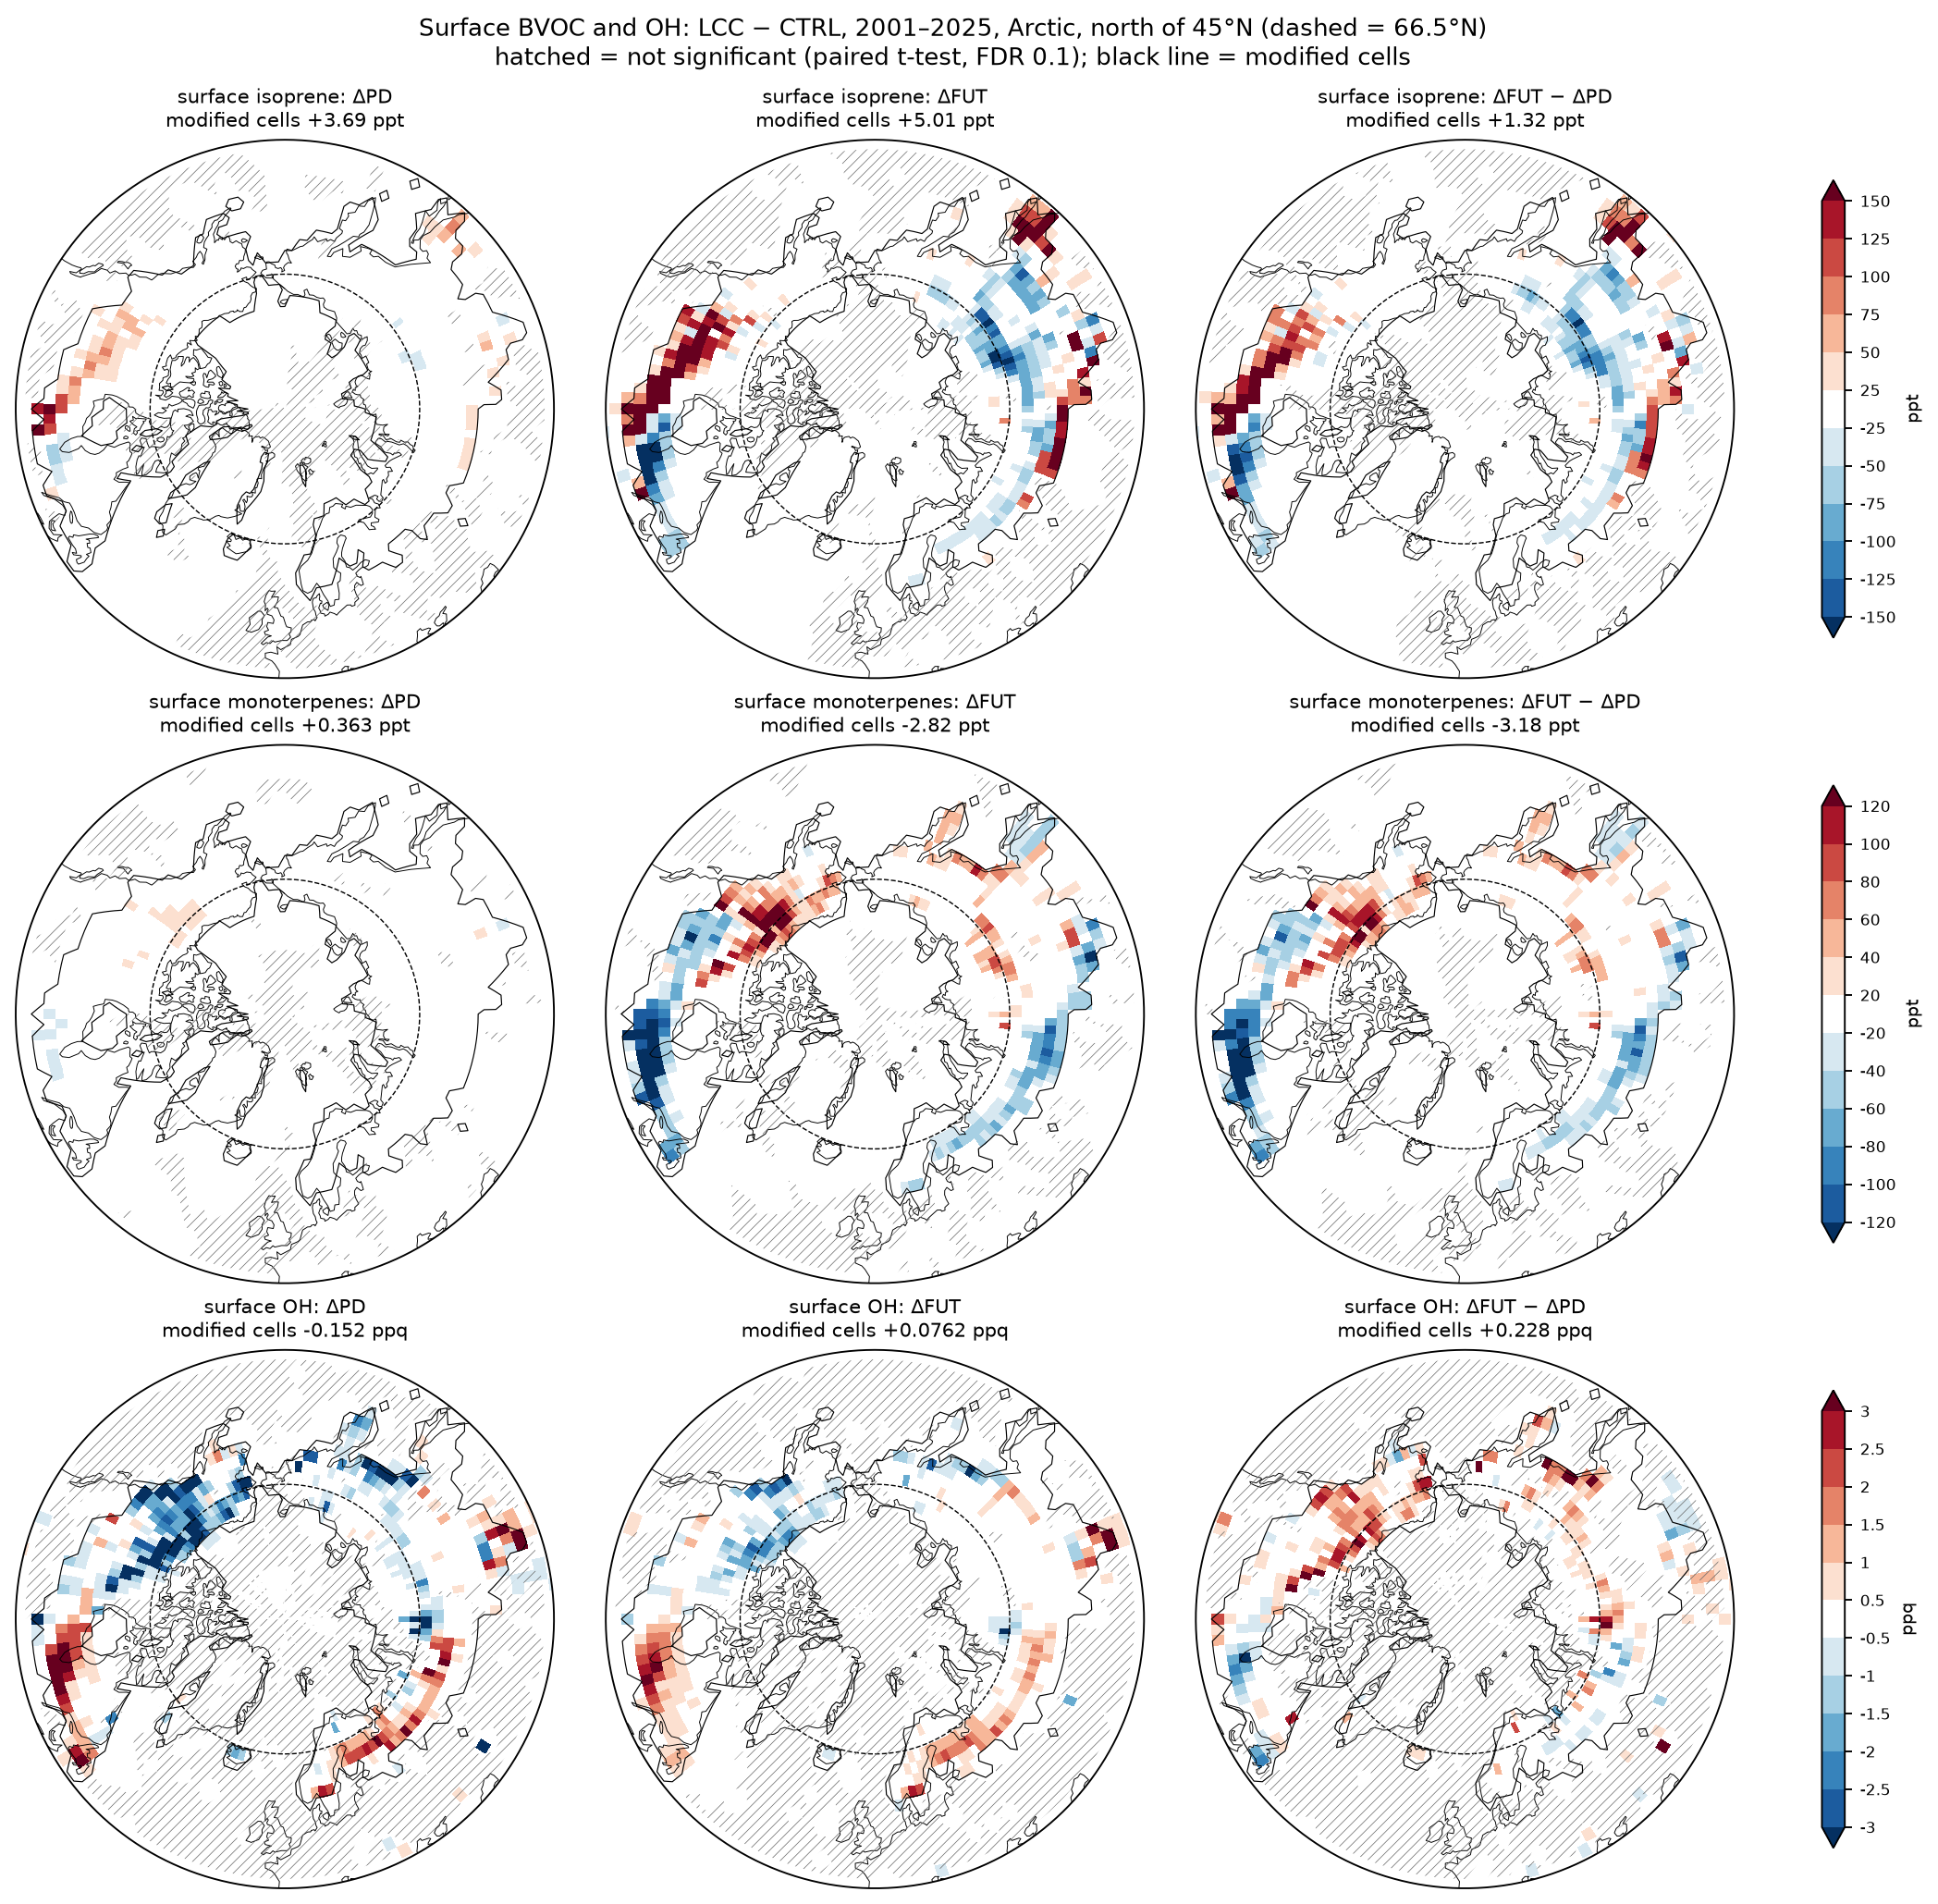 Surface BVOC and OH: LCC − CTRL, 2001–2025, Arctic, north of 45°N (dashed = 66.5°N)
hatched = not significant (paired t-test, FDR 0.1); black line = modified cells
surface isoprene: ΔPD
modified cells +3.69 ppt
surface isoprene: ΔFUT
modified cells +5.01 ppt
surface isoprene: ΔFUT − ΔPD
modified cells +1.32 ppt
150
125
100
75
50
25
-25
-50
-75
-100
-125
-150
ppt
surface monoterpenes: ΔPD
modified cells +0.363 ppt
surface monoterpenes: ΔFUT
modified cells -2.82 ppt
surface monoterpenes: ΔFUT − ΔPD
modified cells -3.18 ppt
120
100
80
60
40
20
-20
-40
-60
-80
-100
-120
ppt
surface OH: ΔPD
modified cells -0.152 ppq
surface OH: ΔFUT
modified cells +0.0762 ppq
surface OH: ΔFUT − ΔPD
modified cells +0.228 ppq
3
2.5
2
1.5
1
0.5
-0.5
-1
-1.5
-2
-2.5
-3
ppq